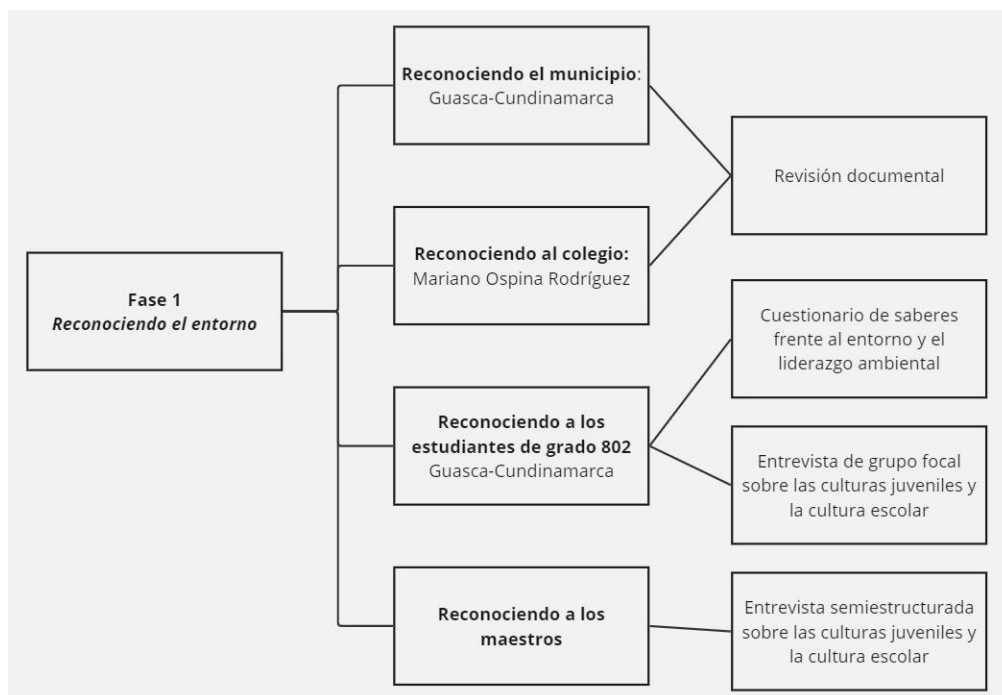 Reconociendo el municipio:
Guasca-Cundinamarca
Revisión documental
Reconociendo al colegio:
Mariano Ospina Rodríguez
Fase 1
Reconociendo el entorno
Cuestionario de saberes
frente al entorno y el
liderazgo ambiental
Reconociendo a los
estudiantes de grado 802
Guasca-Cundinamarca
Entrevista de grupo focal
sobre las culturas juveniles y
la cultura escolar
Reconociendo a los
maestros
Entrevista semiestructurada
sobre las culturas juveniles y
la cultura escolar